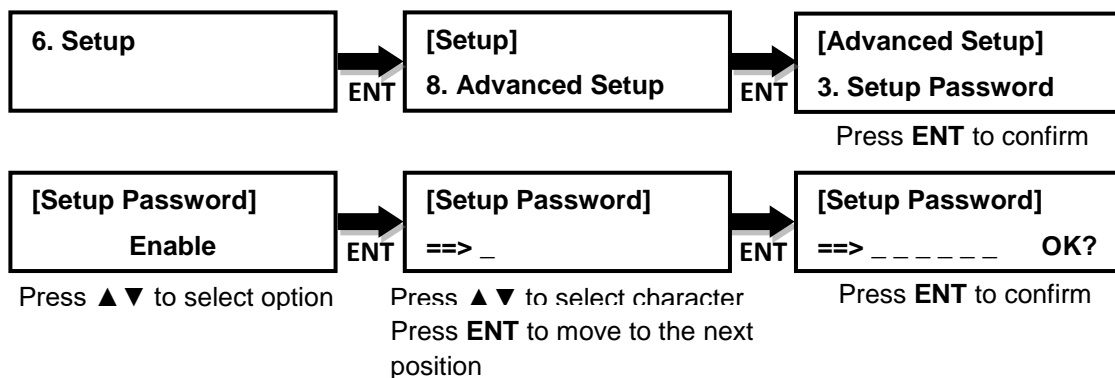 6. Setup
ENT
[Setup]
8. Advanced Setup
ENT
[Advanced Setup]
3. Setup Password
Press ENT to confirm
[Setup Password]
Enable
Press ▲▼ to select option
ENT
[Setup Password]
==> _
Press ▲▼ to select character
Press ENT to move to the next
position
ENT
[Setup Password]
==> _ _ _ _ _ _ OK?
Press ENT to confirm